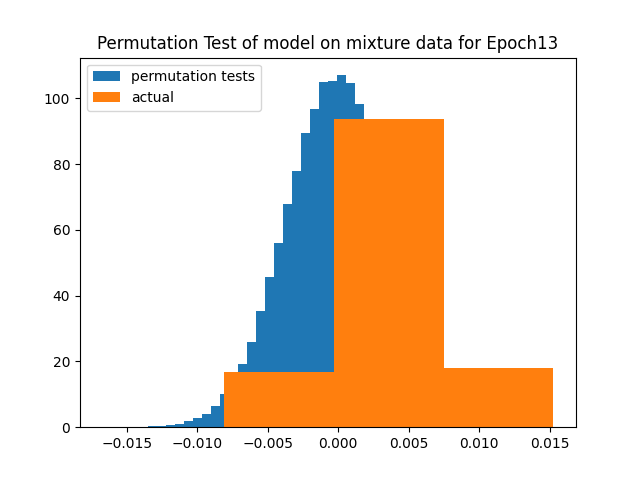 Permutation Test of model on mixture data for Epoch13
permutation tests
actual
100
80
60
40
20
0
−0.015 −0.010 −0.005 0.000 0.005 0.010 0.015